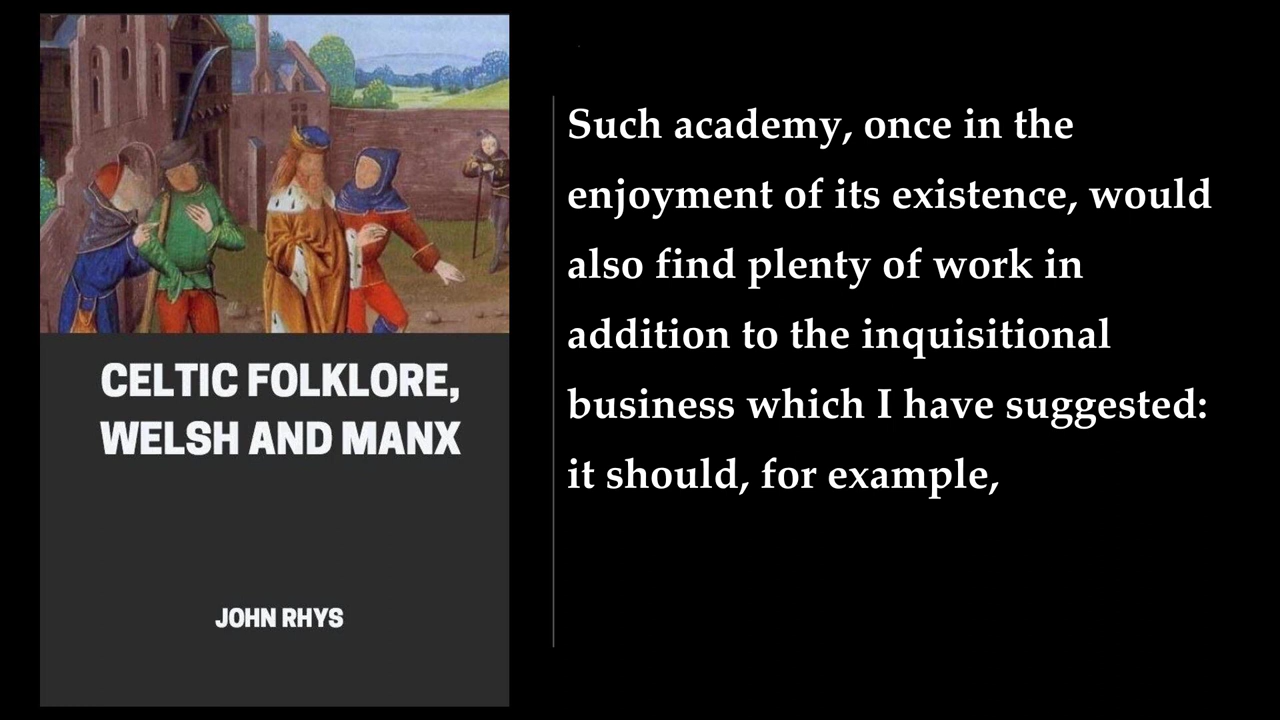 CELTIC FOLKLORE,
WELSH AND MANX
JOHN RHYS
Such academy, once in the
enjoyment of its existence, would
also find plenty of work in
addition to the inquisitional
business which I have suggested:
it should, for example,